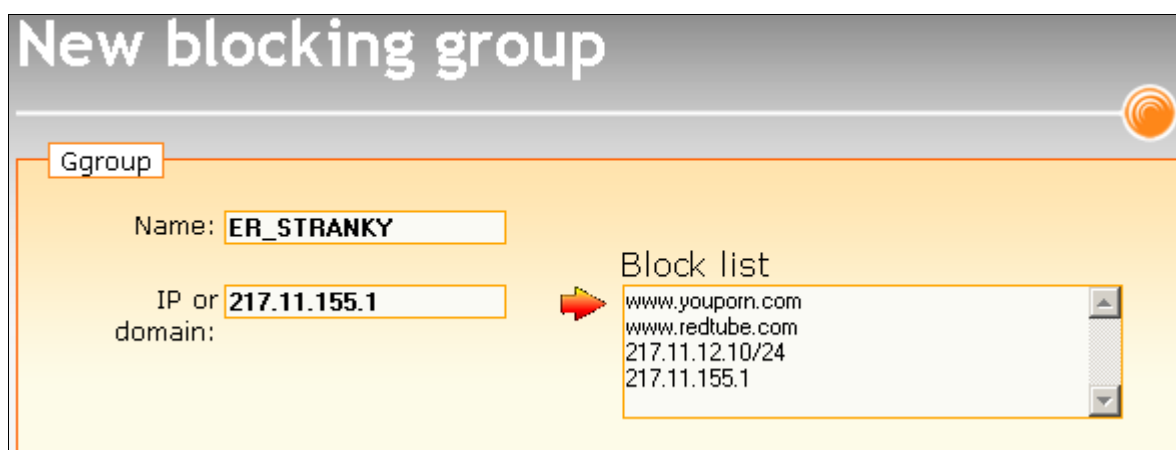 New blocking group
Ggroup
Name: ER_STRANKY
IP or domain: 217.11.155.1
Block list
www.youporn.com
www.redtube.com
217.11.12.10/24
217.11.155.1